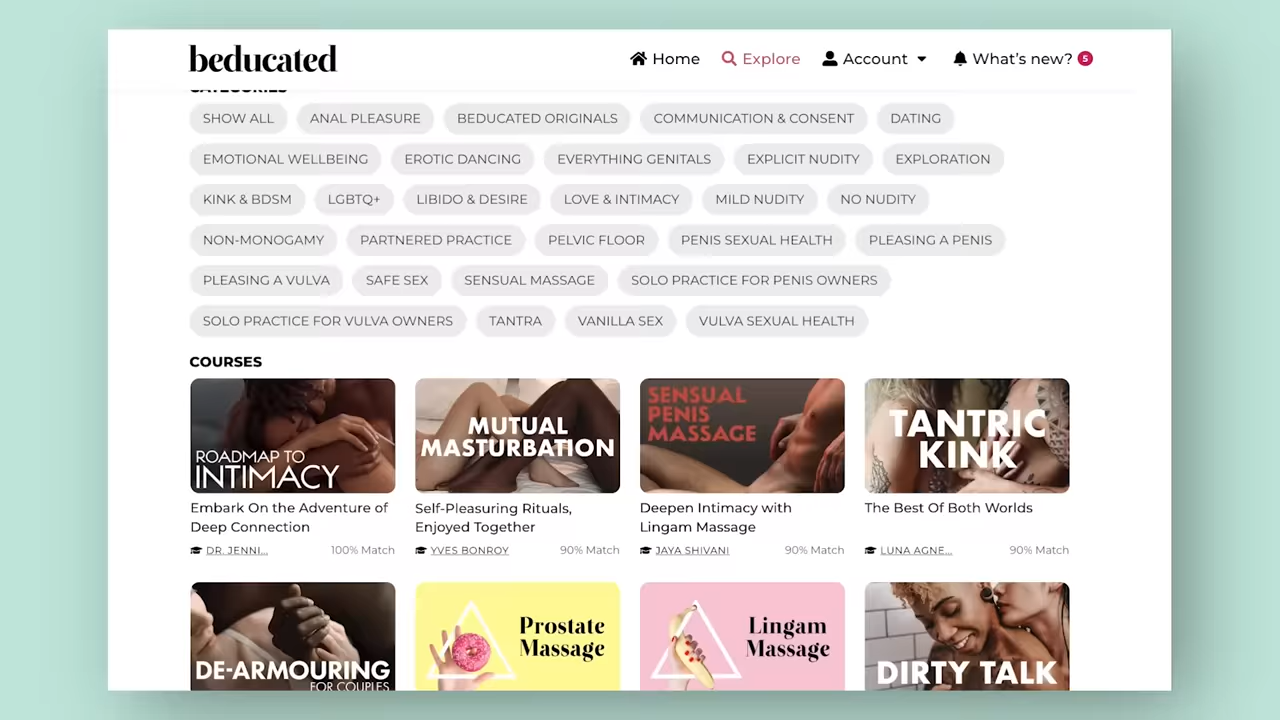 beducated
Home Explore Account What's new? 5
CATEGORIES
SHOW ALL ANAL PLEASURE BEDUCATED ORIGINALS COMMUNICATION & CONSENT DATING
EMOTIONAL WELLBEING EROTIC DANCING EVERYTHING GENITALS EXPLICIT NUDITY EXPLORATION
KINK & BDSM LGBTQ+ LIBIDO & DESIRE LOVE & INTIMACY MILD NUDITY NO NUDITY
NON-MONOGAMY PARTNERED PRACTICE PELVIC FLOOR PENIS SEXUAL HEALTH PLEASING A PENIS
PLEASING A VULVA SAFE SEX SENSUAL MASSAGE SOLO PRACTICE FOR PENIS OWNERS
SOLO PRACTICE FOR VULVA OWNERS TANTRA VANILLA SEX VULVA SEXUAL HEALTH
COURSES
ROADMAP TO
INTIMACY
Embark On the Adventure of
Deep Connection
DR. JENNI... 100% Match
MUTUAL
MASTURBATION
Self-Pleasuring Rituals,
Enjoyed Together
YVES BONROY 90% Match
SENSUAL
PENIS
MASSAGE
Deepen Intimacy with
Lingam Massage
JAYA SHIVANI 90% Match
TANTRIC
KINK
The Best Of Both Worlds
LUNA AGNE... 90% Match
DE-ARMOURING
FOR COUPLES
Prostate
Massage
Lingam
Massage
DIRTY TALK